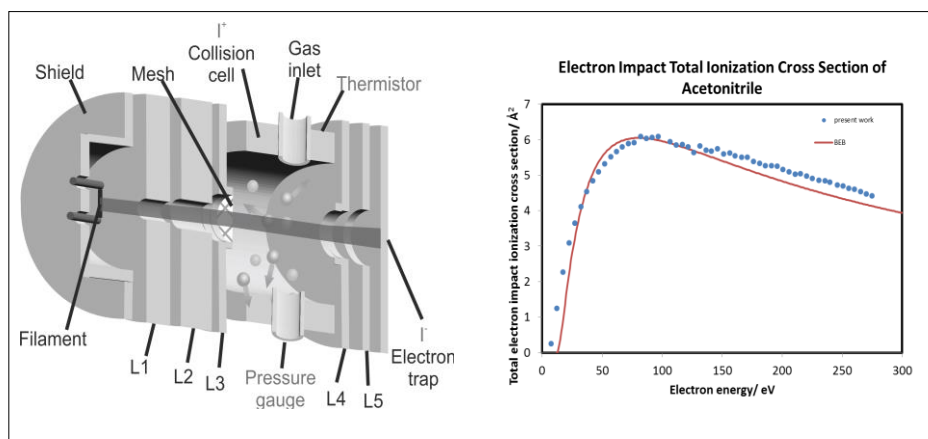 I+
Collision
cell
Gas
inlet
Shield
Mesh
Thermistor
Filament
L1
L2
L3
Pressure
gauge
L4
L5
I-
Electron
trap
Electron Impact Total Ionization Cross Section of
Acetonitrile
Total electron impact ionization cross section/ Å2
7
6
5
4
3
2
1
0
present work
BEB
0
50
100
150
200
250
300
Electron energy/ eV